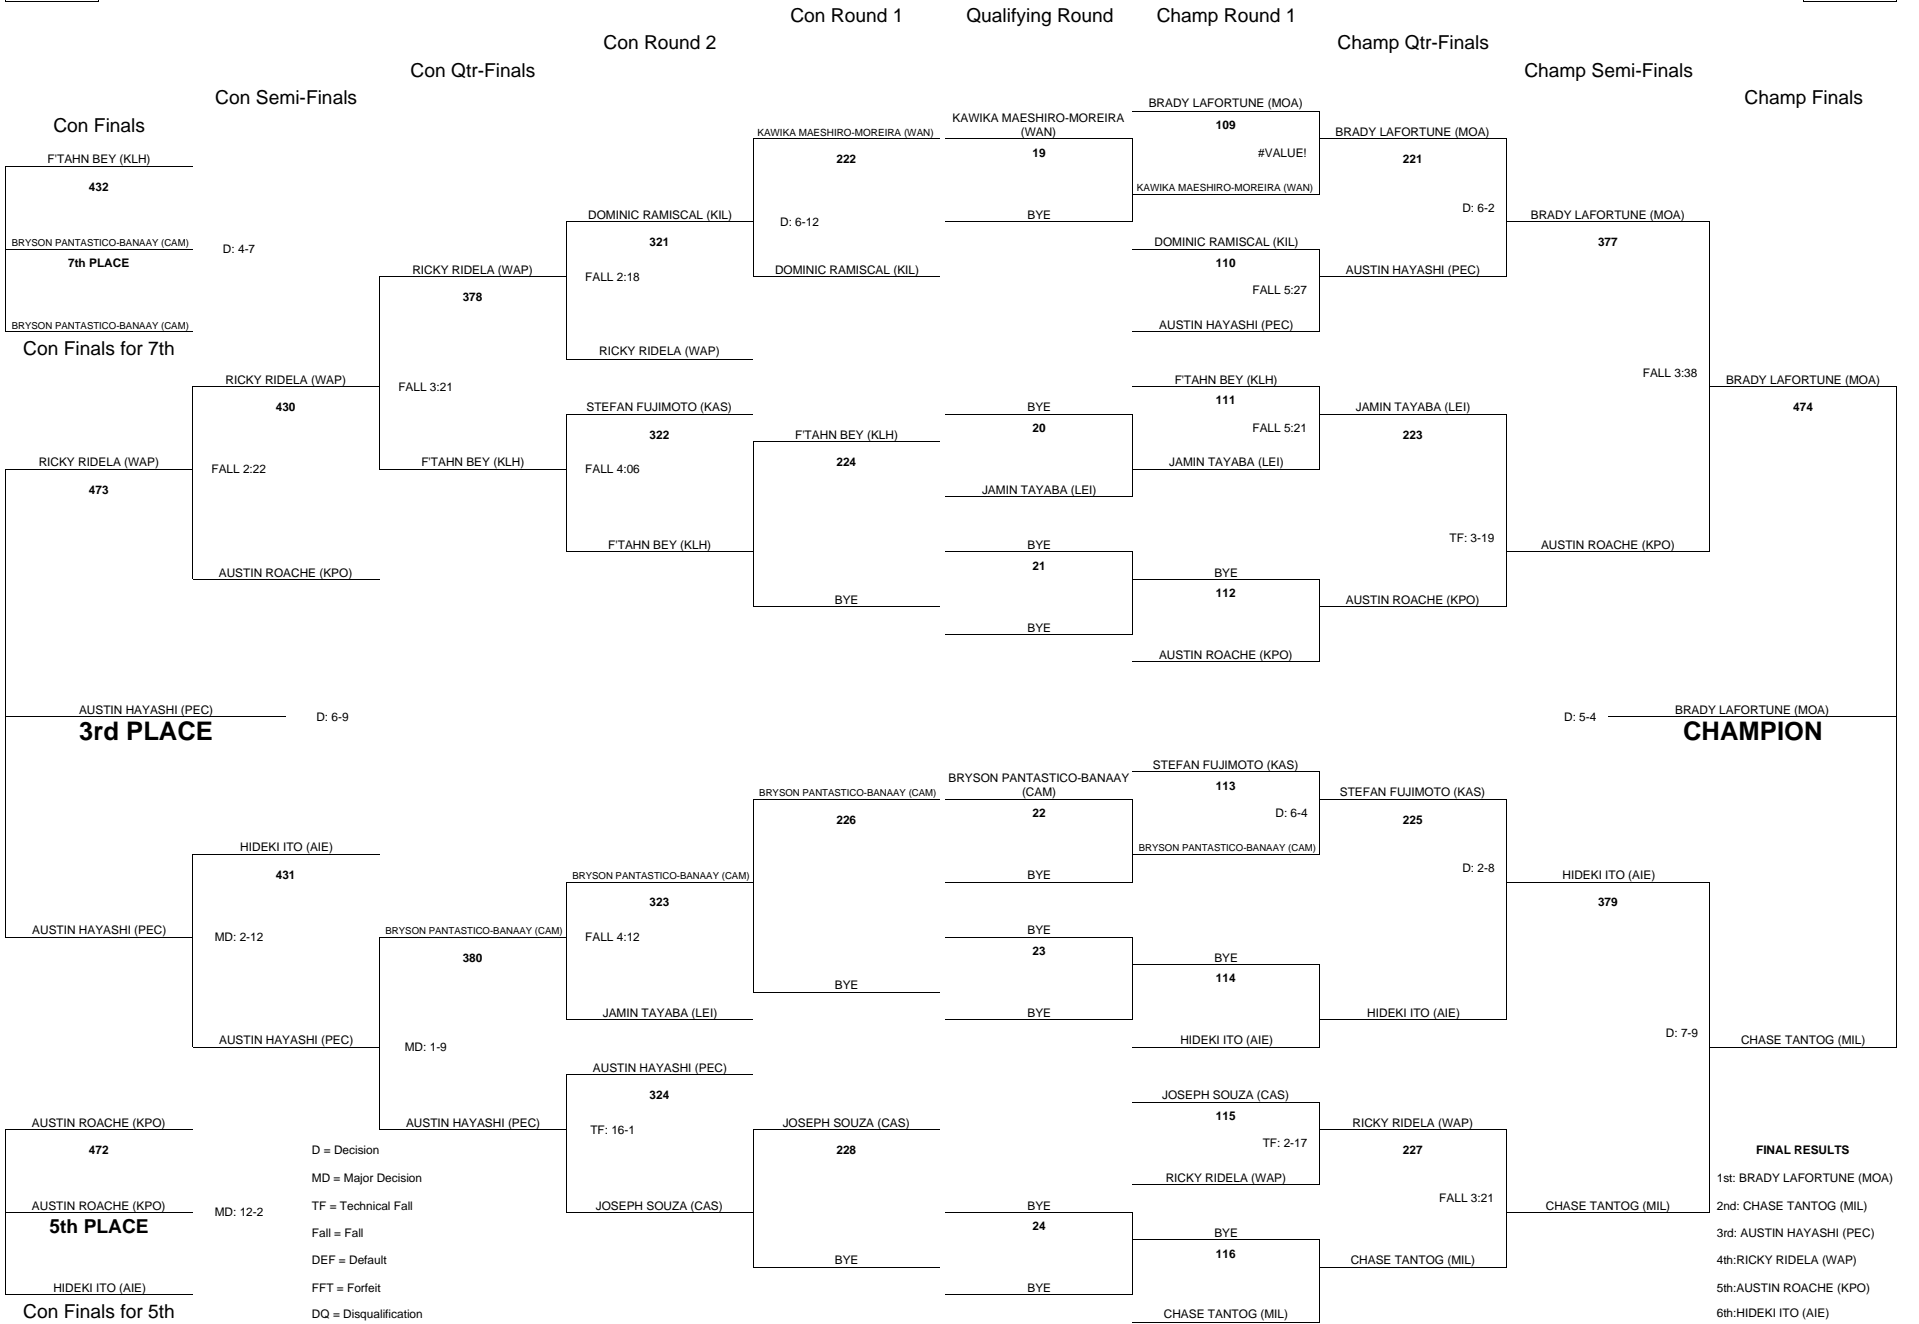 Con Round 1
Qualifying Round
Champ Round 1
Con Round 2
Champ Qtr-Finals
Con Qtr-Finals
Champ Semi-Finals
Con Semi-Finals
Champ Finals
Con Finals
F'TAHN BEY (KLH)
432
BRYSON PANTASTICO-BANAAY (CAM)
7th PLACE
D: 4-7
BRYSON PANTASTICO-BANAAY (CAM)
Con Finals for 7th
RICKY RIDELA (WAP)
473
AUSTIN HAYASHI (PEC)
3rd PLACE
D: 6-9
AUSTIN HAYASHI (PEC)
AUSTIN ROACHE (KPO)
472
AUSTIN ROACHE (KPO)
5th PLACE
MD: 12-2
HIDEKI ITO (AIE)
Con Finals for 5th
RICKY RIDELA (WAP)
430
FALL 2:22
AUSTIN ROACHE (KPO)
HIDEKI ITO (AIE)
431
MD: 2-12
AUSTIN HAYASHI (PEC)
D = Decision
MD = Major Decision
TF = Technical Fall
Fall = Fall
DEF = Default
FFT = Forfeit
DQ = Disqualification
RICKY RIDELA (WAP)
378
FALL 3:21
F'TAHN BEY (KLH)
BRYSON PANTASTICO-BANAAY (CAM)
380
MD: 1-9
AUSTIN HAYASHI (PEC)
DOMINIC RAMISCAL (KIL)
321
FALL 2:18
RICKY RIDELA (WAP)
STEFAN FUJIMOTO (KAS)
322
FALL 4:06
F'TAHN BEY (KLH)
BRYSON PANTASTICO-BANAAY (CAM)
323
FALL 4:12
JAMIN TAYABA (LEI)
AUSTIN HAYASHI (PEC)
324
TF: 16-1
JOSEPH SOUZA (CAS)
KAWIKA MAESHIRO-MOREIRA (WAN)
222
D: 6-12
DOMINIC RAMISCAL (KIL)
F'TAHN BEY (KLH)
224
BYE
BRYSON PANTASTICO-BANAAY (CAM)
226
BYE
JOSEPH SOUZA (CAS)
228
BYE
KAWIKA MAESHIRO-MOREIRA
(WAN)
19
BYE
BYE
20
JAMIN TAYABA (LEI)
BYE
21
BYE
BRYSON PANTASTICO-BANAAY
(CAM)
22
BYE
BYE
23
BYE
BYE
24
BYE
BRADY LAFORTUNE (MOA)
109
#VALUE!
KAWIKA MAESHIRO-MOREIRA (WAN)
DOMINIC RAMISCAL (KIL)
110
FALL 5:27
AUSTIN HAYASHI (PEC)
F'TAHN BEY (KLH)
111
FALL 5:21
JAMIN TAYABA (LEI)
BYE
112
AUSTIN ROACHE (KPO)
STEFAN FUJIMOTO (KAS)
113
D: 6-4
BRYSON PANTASTICO-BANAAY (CAM)
BYE
114
HIDEKI ITO (AIE)
JOSEPH SOUZA (CAS)
115
TF: 2-17
RICKY RIDELA (WAP)
BYE
116
CHASE TANTOG (MIL)
BRADY LAFORTUNE (MOA)
221
D: 6-2
AUSTIN HAYASHI (PEC)
JAMIN TAYABA (LEI)
223
TF: 3-19
AUSTIN ROACHE (KPO)
STEFAN FUJIMOTO (KAS)
225
D: 2-8
HIDEKI ITO (AIE)
RICKY RIDELA (WAP)
227
FALL 3:21
CHASE TANTOG (MIL)
BRADY LAFORTUNE (MOA)
377
FALL 3:38
AUSTIN ROACHE (KPO)
HIDEKI ITO (AIE)
379
D: 7-9
CHASE TANTOG (MIL)
BRADY LAFORTUNE (MOA)
474
D: 5-4
BRADY LAFORTUNE (MOA)
CHAMPION
CHASE TANTOG (MIL)
FINAL RESULTS
1st: BRADY LAFORTUNE (MOA)
2nd: CHASE TANTOG (MIL)
3rd: AUSTIN HAYASHI (PEC)
4th:RICKY RIDELA (WAP)
5th:AUSTIN ROACHE (KPO)
6th:HIDEKI ITO (AIE)